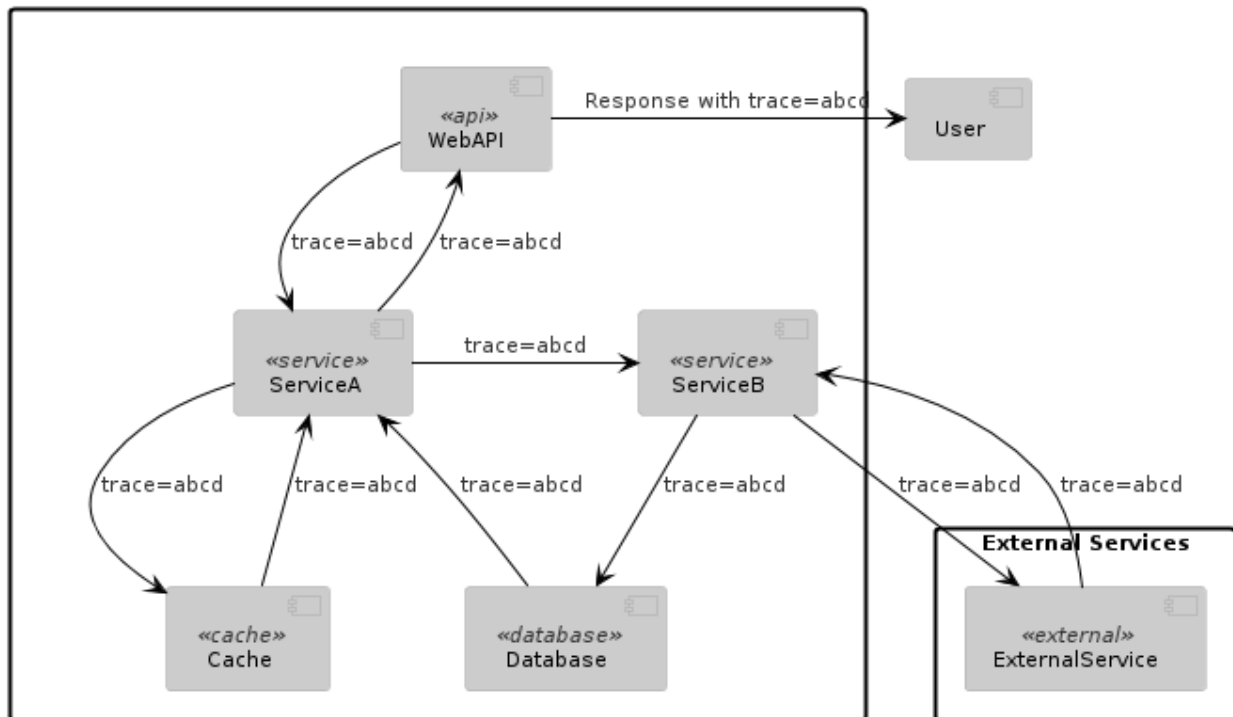 «api»
WebAPI
Response with trace=abcd
User
trace=abcd
trace=abcd
«service»
ServiceA
trace=abcd
«service»
ServiceB
trace=abcd
trace=abcd
trace=abcd
trace=abcd
trace=abcd
trace=abcd
External Services
«cache»
Cache
«database»
Database
«external»
ExternalService